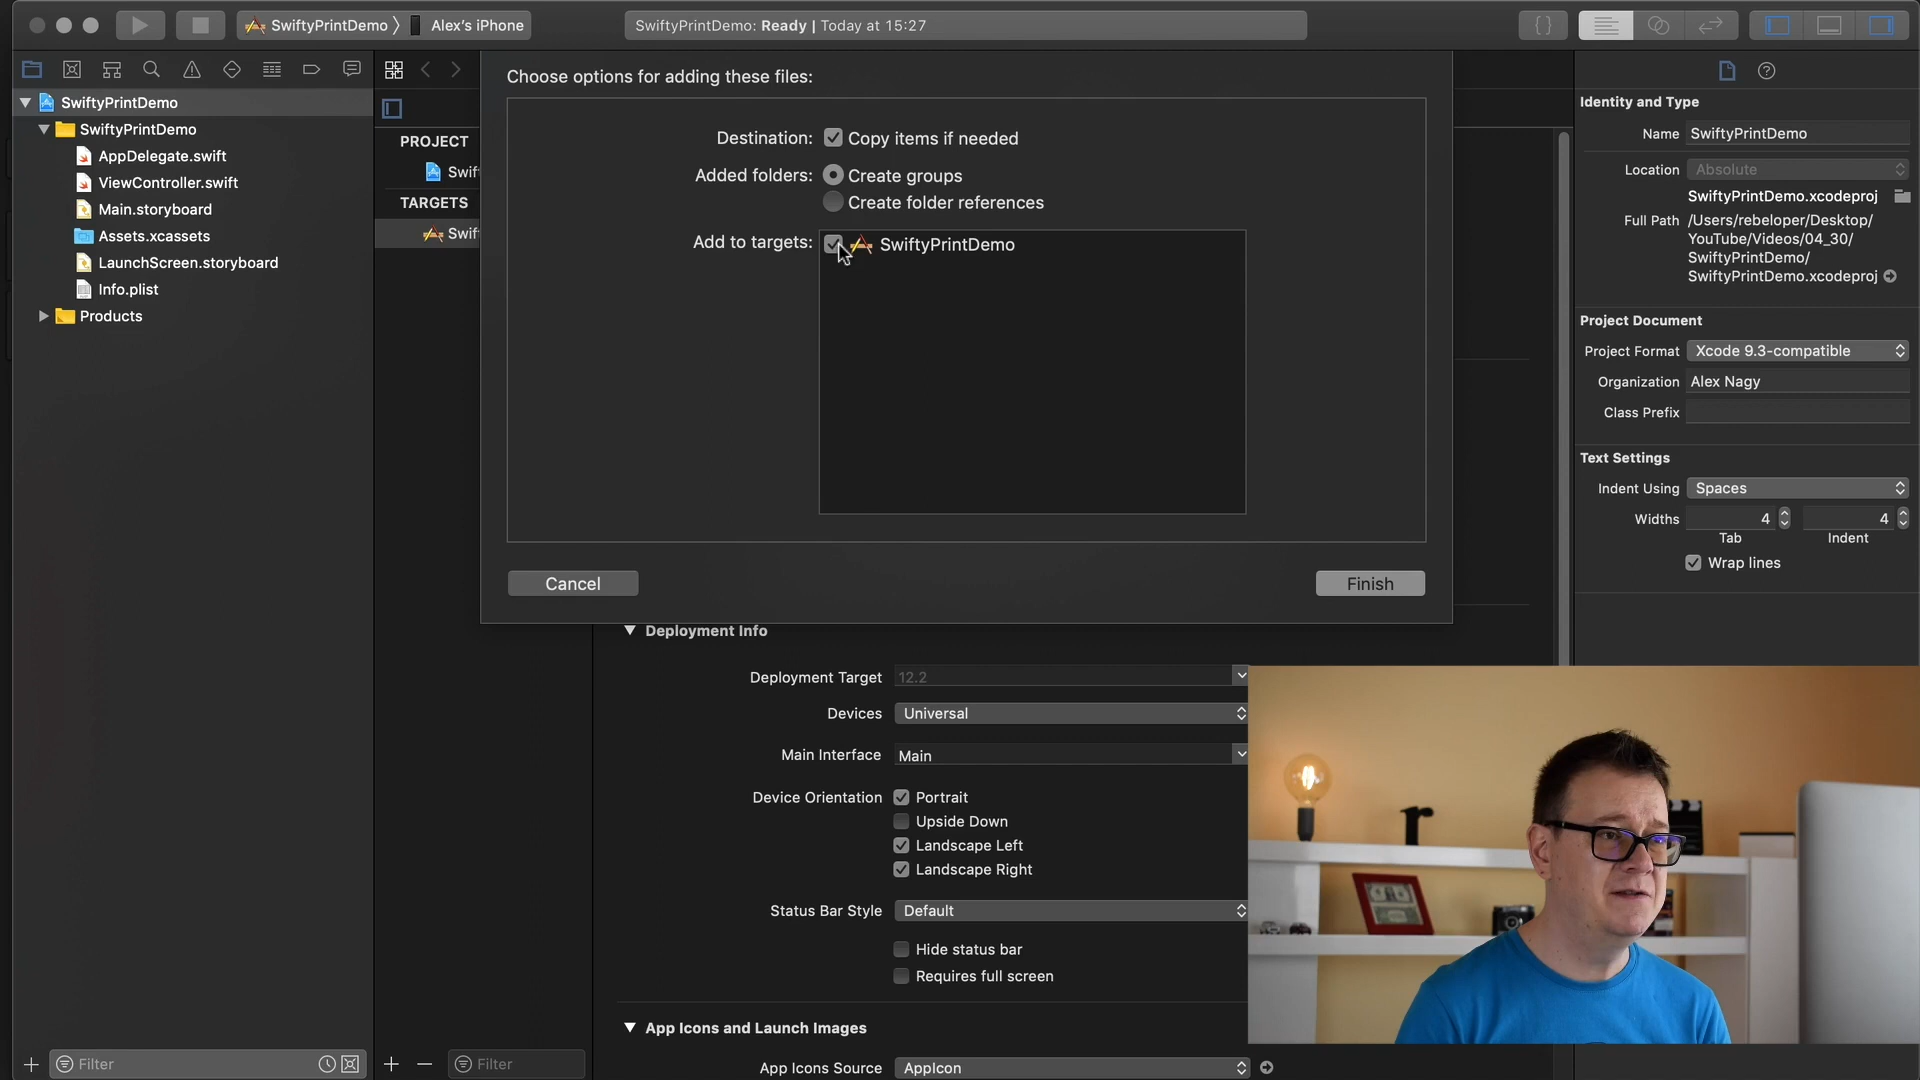 SwiftyPrintDemo
Alex's iPhone
SwiftyPrintDemo: Ready | Today at 15:27
SwiftyPrintDemo
SwiftyPrintDemo
AppDelegate.swift
ViewController.swift
Main.storyboard
Assets.xcassets
LaunchScreen.storyboard
Info.plist
Products
Filter
PROJECT
Swif
TARGETS
Swif
Filter
Choose options for adding these files:
Destination: Copy items if needed
Added folders: Create groups
Create folder references
Add to targets: SwiftyPrintDemo
Cancel
Finish
Deployment Info
Deployment Target 12.2
Devices Universal
Main Interface Main
Device Orientation Portrait
Upside Down
Landscape Left
Landscape Right
Status Bar Style Default
Hide status bar
Requires full screen
App Icons and Launch Images
App Icons Source AppIcon
Identity and Type
Name SwiftyPrintDemo
Location Absolute
SwiftyPrintDemo.xcodeproj
Full Path /Users/rebeloper/Desktop/
YouTube/Videos/04_30/
SwiftyPrintDemo/
SwiftyPrintDemo.xcodeproj
Project Document
Project Format Xcode 9.3-compatible
Organization Alex Nagy
Class Prefix
Text Settings
Indent Using Spaces
Widths 4 4
Tab Indent
Wrap lines